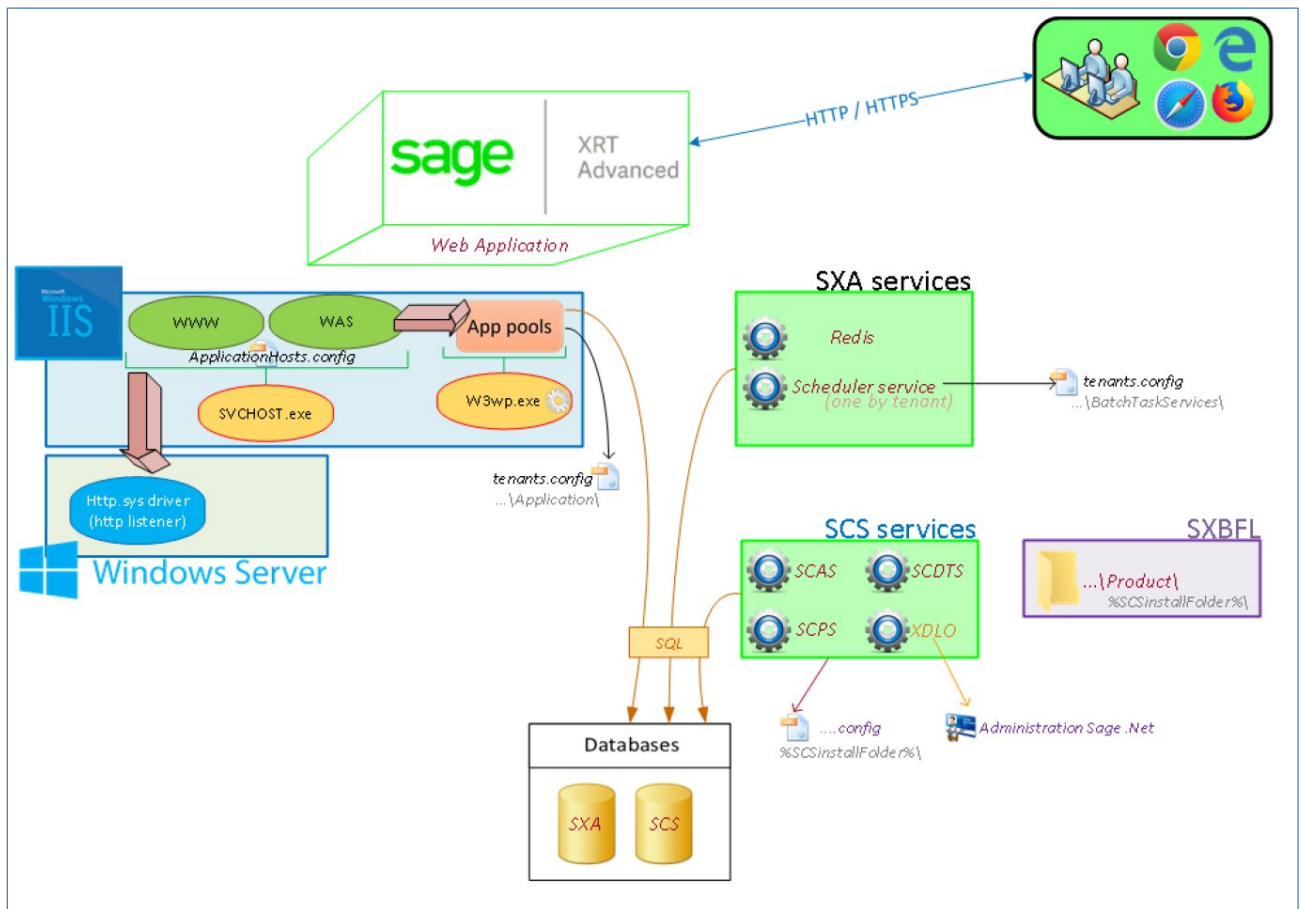 HTTP / HTTPS
sage
XRT
Advanced
Web Application
Microsoft
Windows
IIS
WWW
WAS
App pools
ApplicationHosts.config
SVCHOST.exe
W3wp.exe
tenants.config
...\Application\
Http.sys driver
(http listener)
Windows Server
SXA services
Redis
Scheduler service
(one by tenant)
tenants.config
...\BatchTaskServices\
SCS services
SCAS
SCDTS
SCPS
XDLO
....config
%SCSinstallFolder%\
Administration Sage .Net
SXBFL
...\Product\
%SCSinstallFolder%\
SQL
Databases
SXA
SCS